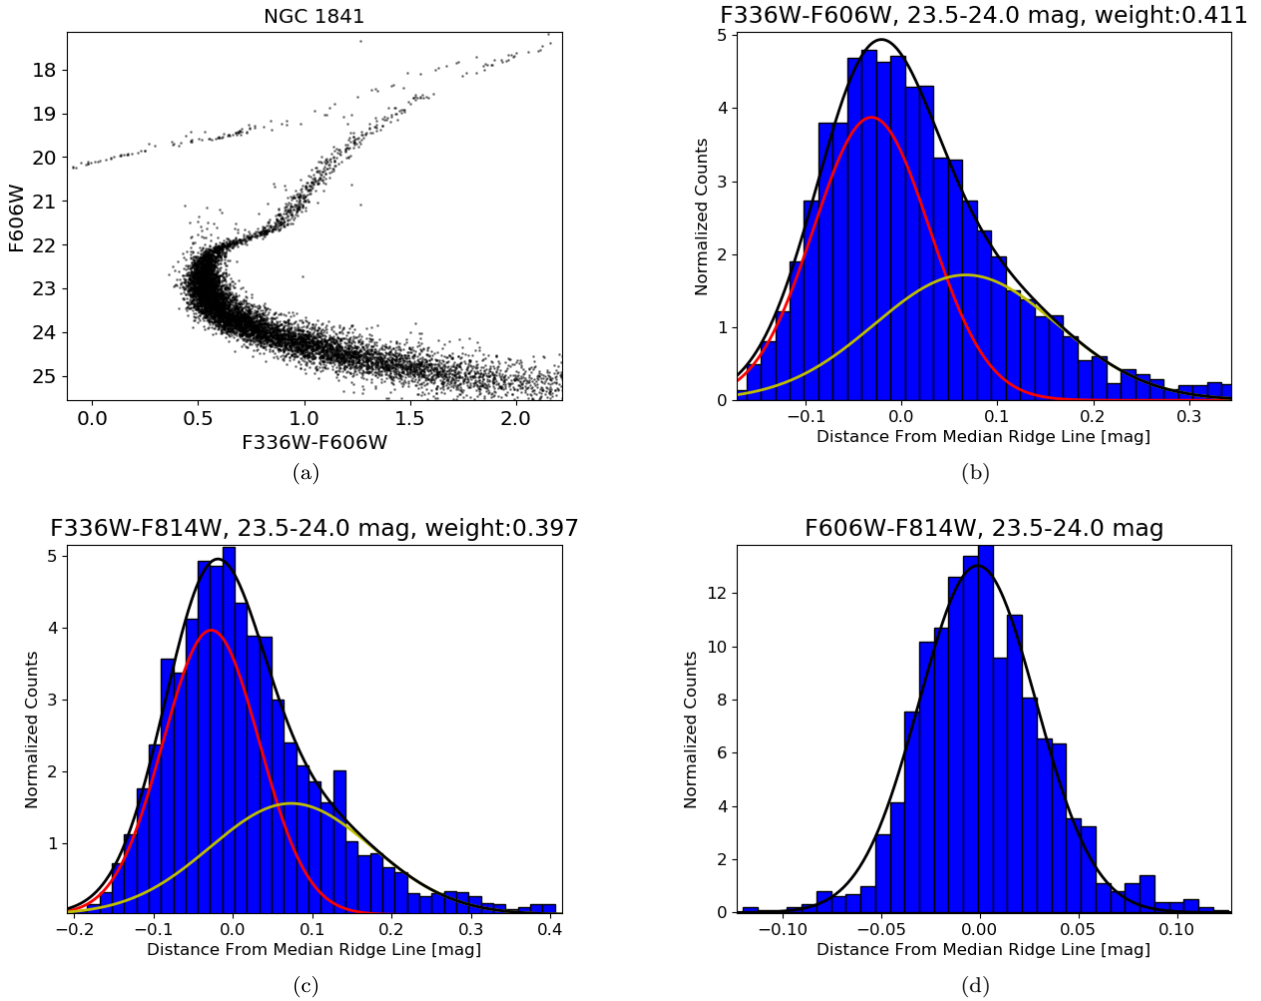 NGC 1841
18
19
20
21
22
23
24
25
F606W
0.0 0.5 1.0 1.5 2.0
F336W-F606W
(a)
F336W-F606W, 23.5-24.0 mag, weight:0.411
5
4
3
2
1
0
Normalized Counts
−0.1 0.0 0.1 0.2 0.3
Distance From Median Ridge Line [mag]
(b)
F336W-F814W, 23.5-24.0 mag, weight:0.397
5
4
3
2
1
Normalized Counts
−0.2 −0.1 0.0 0.1 0.2 0.3 0.4
Distance From Median Ridge Line [mag]
(c)
F606W-F814W, 23.5-24.0 mag
12
10
8
6
4
2
0
Normalized Counts
−0.10 −0.05 0.00 0.05 0.10
Distance From Median Ridge Line [mag]
(d)